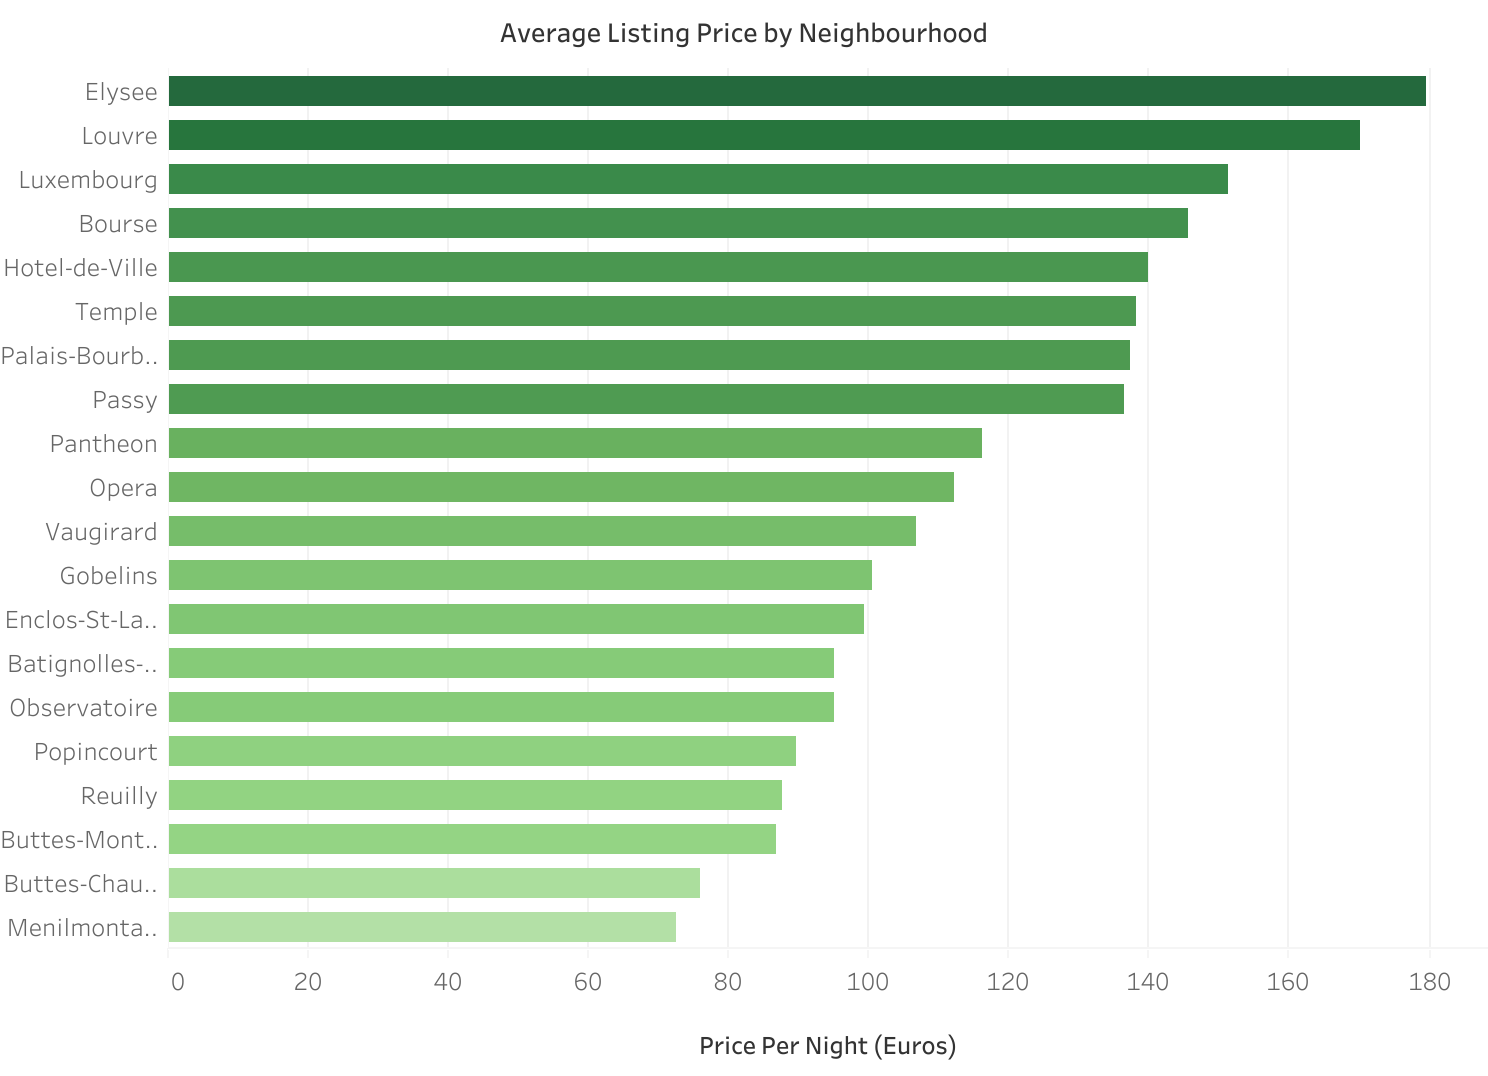 Average Listing Price by Neighbourhood
Elysee
Louvre
Luxembourg
Bourse
Hotel-de-Ville
Temple
Palais-Bourb..
Passy
Pantheon
Opera
Vaugirard
Gobelins
Enclos-St-La..
Batignolles-..
Observatoire
Popincourt
Reuilly
Buttes-Mont..
Buttes-Chau..
Menilmonta..
0 20 40 60 80 100 120 140 160 180
Price Per Night (Euros)